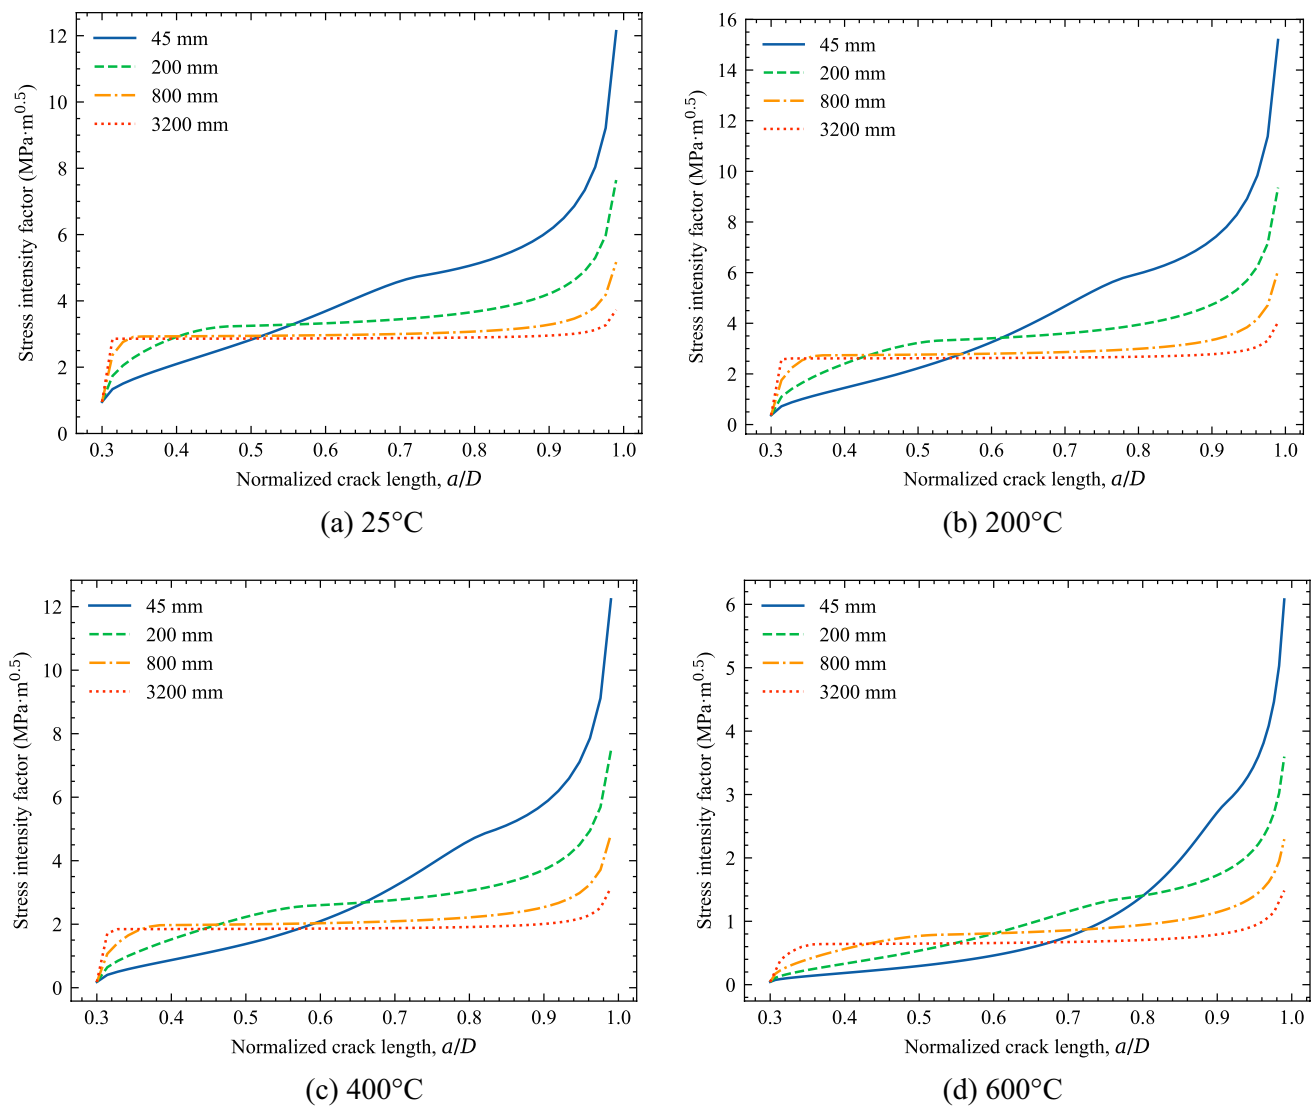 12
10
8
6
4
2
0
Stress intensity factor (MPa·m^0.5)
45 mm
200 mm
800 mm
3200 mm
0.3 0.4 0.5 0.6 0.7 0.8 0.9 1.0
Normalized crack length, a/D
(a) 25°C
16
14
12
10
8
6
4
2
0
Stress intensity factor (MPa·m^0.5)
45 mm
200 mm
800 mm
3200 mm
0.3 0.4 0.5 0.6 0.7 0.8 0.9 1.0
Normalized crack length, a/D
(b) 200°C
12
10
8
6
4
2
0
Stress intensity factor (MPa·m^0.5)
45 mm
200 mm
800 mm
3200 mm
0.3 0.4 0.5 0.6 0.7 0.8 0.9 1.0
Normalized crack length, a/D
(c) 400°C
6
5
4
3
2
1
0
Stress intensity factor (MPa·m^0.5)
45 mm
200 mm
800 mm
3200 mm
0.3 0.4 0.5 0.6 0.7 0.8 0.9 1.0
Normalized crack length, a/D
(d) 600°C